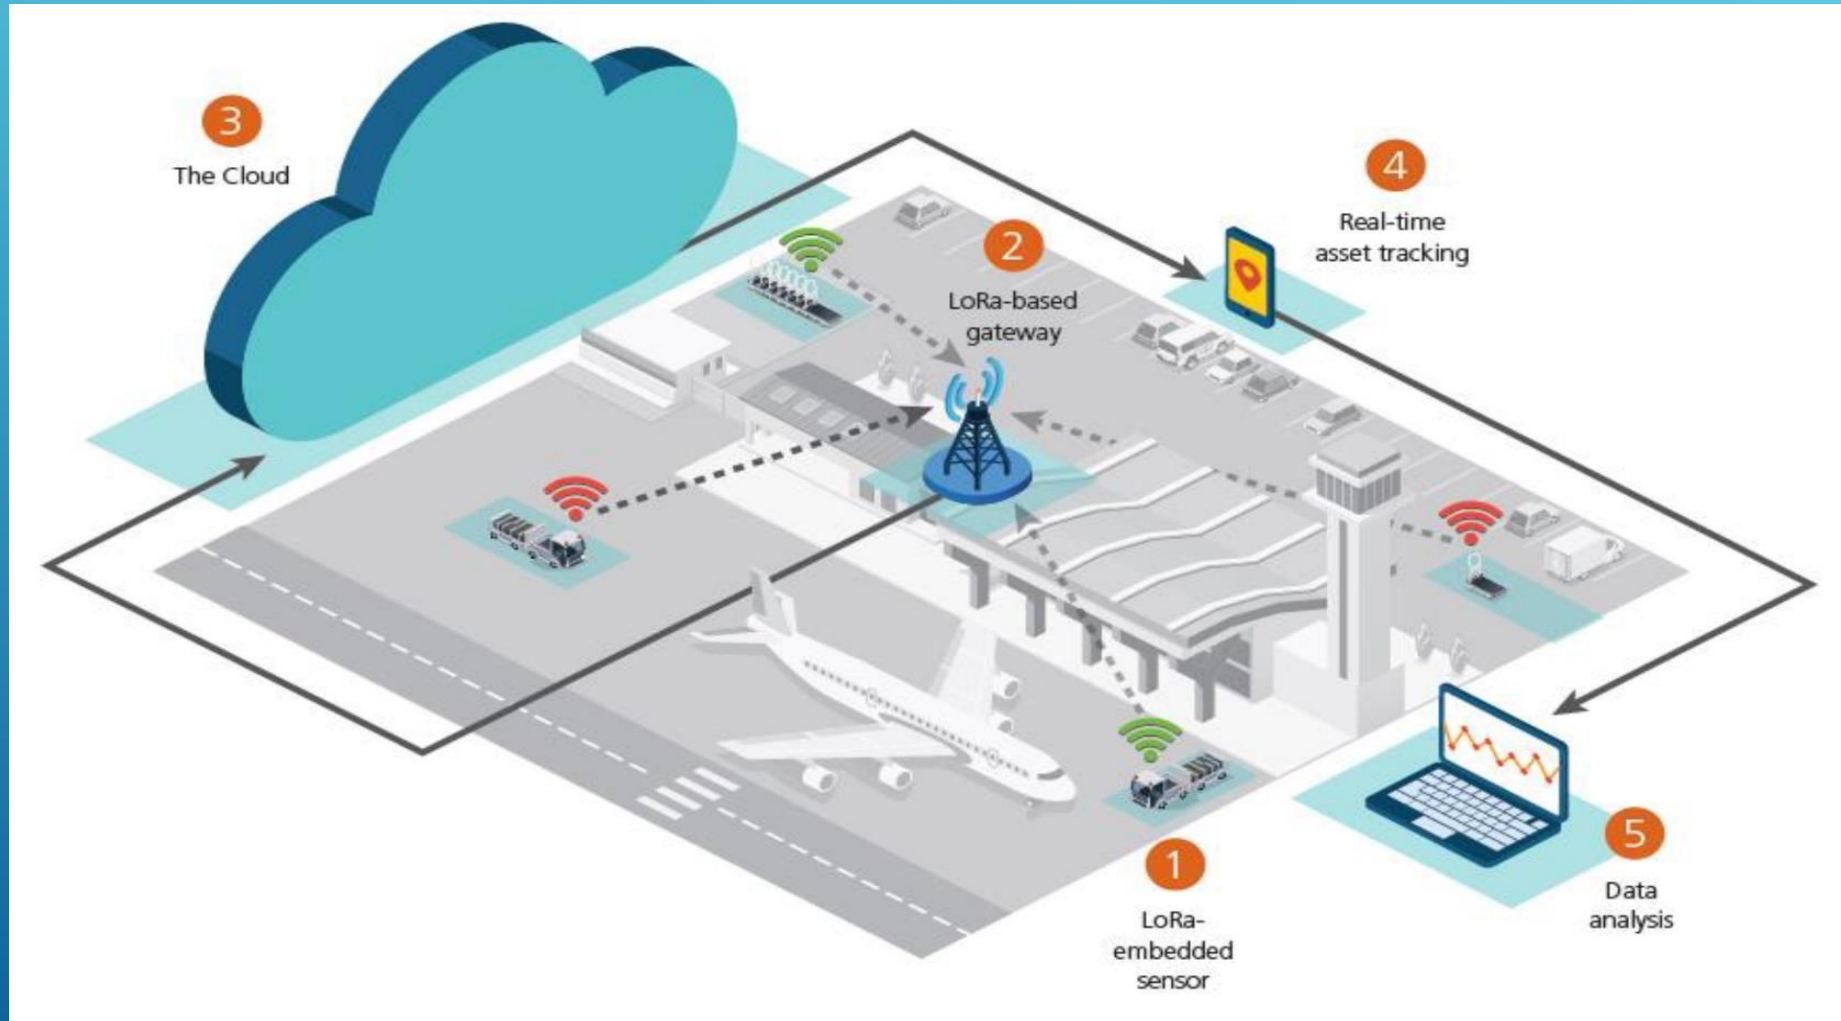 3
The Cloud
2
LoRa-based
gateway
4
Real-time
asset tracking
1
LoRa-
embedded
sensor
5
Data
analysis